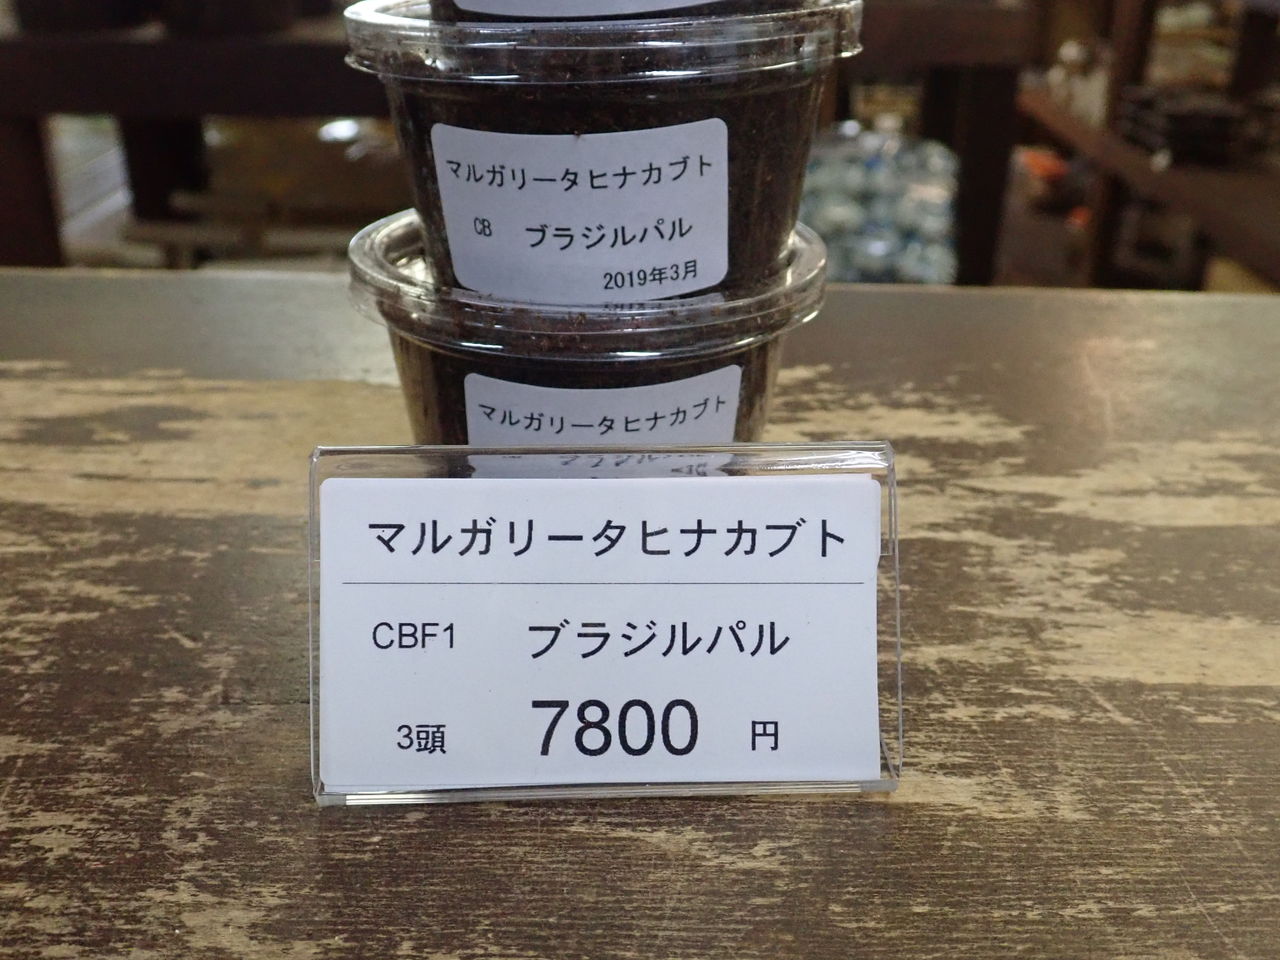 マルガリータヒナカブト
CB ブラジルパル
2019年3月
マルガリータヒナカブト
マルガリータヒナカブト
CBF1 ブラジルパル
3頭 7800 円